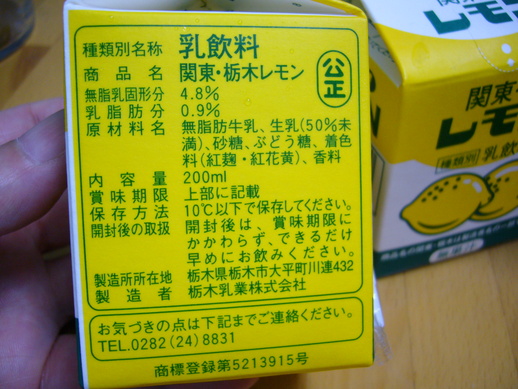 種類別名称 乳飲料
商品名 関東・栃木レモン
公正
無脂乳固形分 4.8%
乳脂肪分 0.9%
原材料名 無脂肪牛乳、生乳(50%未
満)、砂糖、ぶどう糖、着色
料(紅麹・紅花黄)、香料
内容量 200ml
賞味期限 上部に記載
保存方法 10℃以下で保存してください。
開封後の取扱 開封後は、賞味期限に
かかわらず、できるだけ
早めにお飲みください。
製造所所在地 栃木県栃木市大平町川連432
製造者 栃木乳業株式会社
お気づきの点は下記までご連絡ください。
TEL.0282(24)8831
商標登録第5213915号
関東
レモン
関東・栃
レモ
種類別 乳飲
無果汁